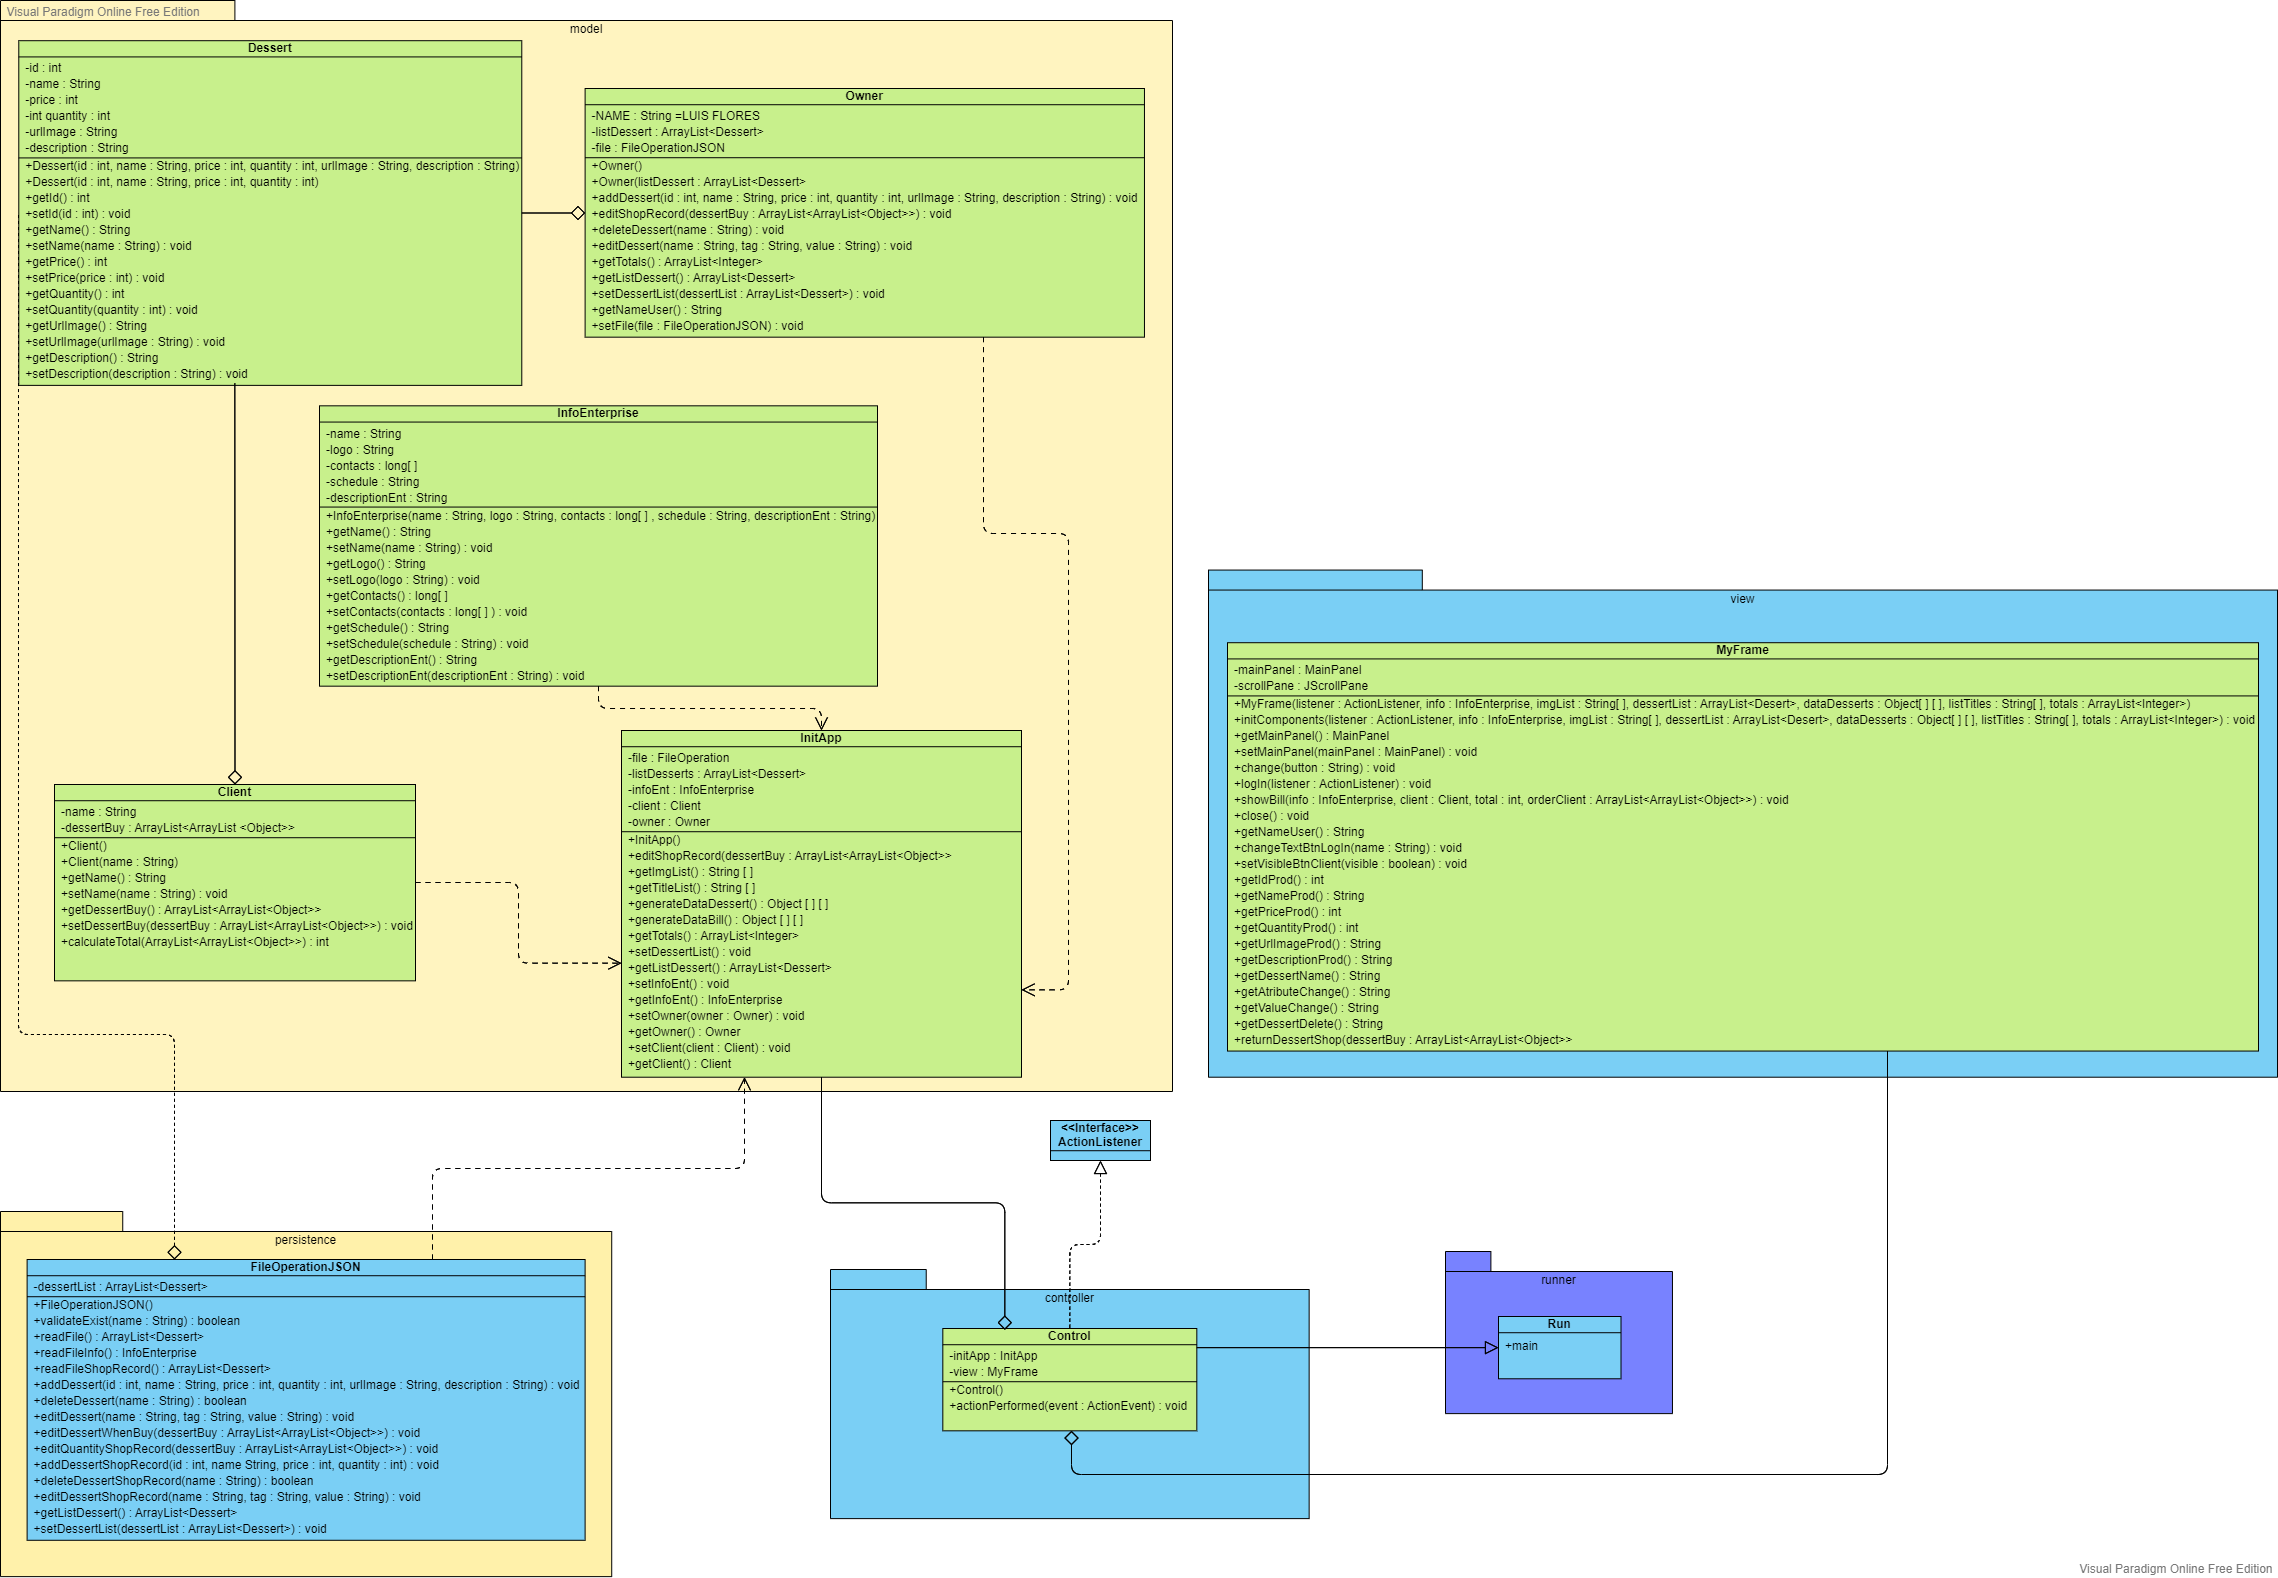 Visual Paradigm Online Free Edition
model
Dessert
-id : int
-name : String
-price : int
-int quantity : int
-urlImage : String
-description : String
+Dessert(id : int, name : String, price : int, quantity : int, urlImage : String, description : String)
+Dessert(id : int, name : String, price : int, quantity : int)
+getId() : int
+setId(id : int) : void
+getName() : String
+setName(name : String) : void
+getPrice() : int
+setPrice(price : int) : void
+getQuantity() : int
+setQuantity(quantity : int) : void
+getUrlImage() : String
+setUrlImage(urlImage : String) : void
+getDescription() : String
+setDescription(description : String) : void
Owner
-NAME : String =LUIS FLORES
-listDessert : ArrayList<Dessert>
-file : FileOperationJSON
+Owner()
+Owner(listDessert : ArrayList<Dessert>
+addDessert(id : int, name : String, price : int, quantity : int, urlImage : String, description : String) : void
+editShopRecord(dessertBuy : ArrayList<ArrayList<Object>>) : void
+deleteDessert(name : String) : void
+editDessert(name : String, tag : String, value : String) : void
+getTotals() : ArrayList<Integer>
+getListDessert() : ArrayList<Dessert>
+setDessertList(dessertList : ArrayList<Dessert>) : void
+getNameUser() : String
+setFile(file : FileOperationJSON) : void
InfoEnterprise
-name : String
-logo : String
-contacts : long[ ]
-schedule : String
-descriptionEnt : String
+InfoEnterprise(name : String, logo : String, contacts : long[ ] , schedule : String, descriptionEnt : String)
+getName() : String
+setName(name : String) : void
+getLogo() : String
+setLogo(logo : String) : void
+getContacts() : long[ ]
+setContacts(contacts : long[ ] ) : void
+getSchedule() : String
+setSchedule(schedule : String) : void
+getDescriptionEnt() : String
+setDescriptionEnt(descriptionEnt : String) : void
InitApp
-file : FileOperation
-listDesserts : ArrayList<Dessert>
-infoEnt : InfoEnterprise
-client : Client
-owner : Owner
+InitApp()
+editShopRecord(dessertBuy : ArrayList<ArrayList<Object>>
+getImgList() : String [ ]
+getTitleList() : String [ ]
+generateDataDessert() : Object [ ] [ ]
+generateDataBill() : Object [ ] [ ]
+getTotals() : ArrayList<Integer>
+setDessertList() : void
+getListDessert() : ArrayList<Dessert>
+setInfoEnt() : void
+getInfoEnt() : InfoEnterprise
+setOwner(owner : Owner) : void
+getOwner() : Owner
+setClient(client : Client) : void
+getClient() : Client
Client
-name : String
-dessertBuy : ArrayList<ArrayList <Object>>
+Client()
+Client(name : String)
+getName() : String
+setName(name : String) : void
+getDessertBuy() : ArrayList<ArrayList<Object>>
+setDessertBuy(dessertBuy : ArrayList<ArrayList<Object>>) : void
+calculateTotal(ArrayList<ArrayList<Object>>) : int
view
MyFrame
-mainPanel : MainPanel
-scrollPane : JScrollPane
+MyFrame(listener : ActionListener, info : InfoEnterprise, imgList : String[ ], dessertList : ArrayList<Desert>, dataDesserts : Object[ ] [ ], listTitles : String[ ], totals : ArrayList<Integer>)
+initComponents(listener : ActionListener, info : InfoEnterprise, imgList : String[ ], dessertList : ArrayList<Desert>, dataDesserts : Object[ ] [ ], listTitles : String[ ], totals : ArrayList<Integer>) : void
+getMainPanel() : MainPanel
+setMainPanel(mainPanel : MainPanel) : void
+change(button : String) : void
+logIn(listener : ActionListener) : void
+showBill(info : InfoEnterprise, client : Client, total : int, orderClient : ArrayList<ArrayList<Object>>) : void
+close() : void
+getNameUser() : String
+changeTextBtnLogIn(name : String) : void
+setVisibleBtnClient(visible : boolean) : void
+getIdProd() : int
+getNameProd() : String
+getPriceProd() : int
+getQuantityProd() : int
+getUrlImageProd() : String
+getDescriptionProd() : String
+getDessertName() : String
+getAtributeChange() : String
+getValueChange() : String
+getDessertDelete() : String
+returnDessertShop(dessertBuy : ArrayList<ArrayList<Object>>
<<Interface>>
ActionListener
persistence
FileOperationJSON
-dessertList : ArrayList<Dessert>
+FileOperationJSON()
+validateExist(name : String) : boolean
+readFile() : ArrayList<Dessert>
+readFileInfo() : InfoEnterprise
+readFileShopRecord() : ArrayList<Dessert>
+addDessert(id : int, name : String, price : int, quantity : int, urlImage : String, description : String) : void
+deleteDessert(name : String) : boolean
+editDessert(name : String, tag : String, value : String) : void
+editDessertWhenBuy(dessertBuy : ArrayList<ArrayList<Object>>) : void
+editQuantityShopRecord(dessertBuy : ArrayList<ArrayList<Object>>) : void
+addDessertShopRecord(id : int, name String, price : int, quantity : int) : void
+deleteDessertShopRecord(name : String) : boolean
+editDessertShopRecord(name : String, tag : String, value : String) : void
+getListDessert() : ArrayList<Dessert>
+setDessertList(dessertList : ArrayList<Dessert>) : void
controller
Control
-initApp : InitApp
-view : MyFrame
+Control()
+actionPerformed(event : ActionEvent) : void
runner
Run
+main
Visual Paradigm Online Free Edition